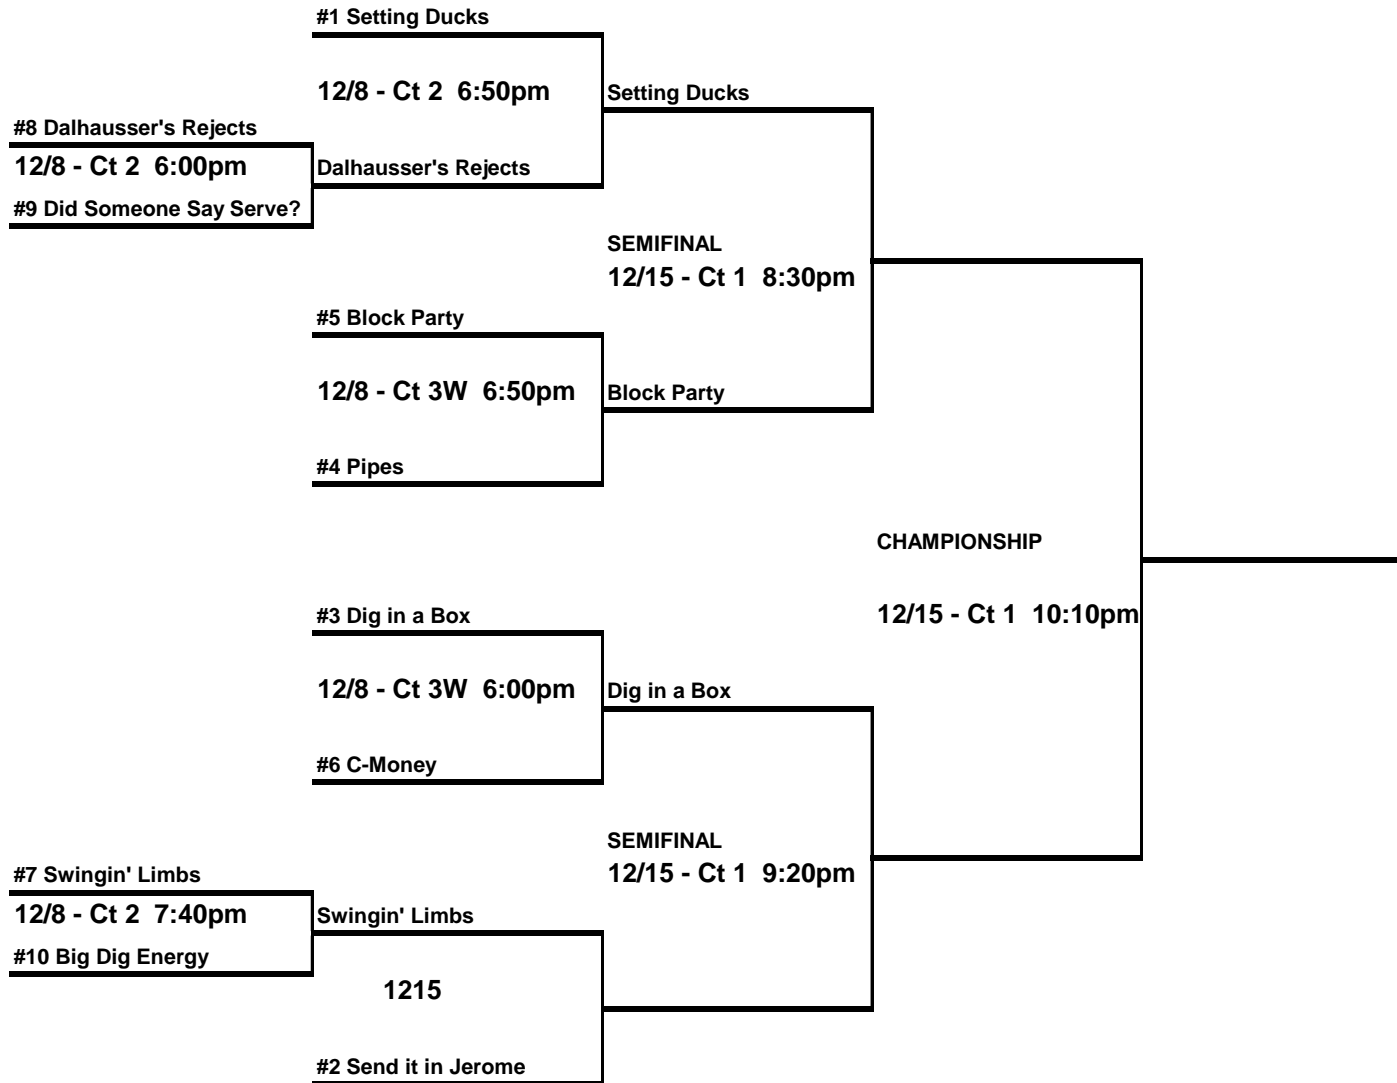 #1 Setting Ducks
12/8 - Ct 2  6:50pm
Setting Ducks
#8 Dalhausser's Rejects
12/8 - Ct 2  6:00pm
Dalhausser's Rejects
#9 Did Someone Say Serve?
SEMIFINAL
12/15 - Ct 1  8:30pm
#5 Block Party
12/8 - Ct 3W  6:50pm
Block Party
#4 Pipes
CHAMPIONSHIP
12/15 - Ct 1  10:10pm
#3 Dig in a Box
12/8 - Ct 3W  6:00pm
Dig in a Box
#6 C-Money
SEMIFINAL
12/15 - Ct 1  9:20pm
#7 Swingin' Limbs
12/8 - Ct 2  7:40pm
Swingin' Limbs
#10 Big Dig Energy
1215
#2 Send it in Jerome